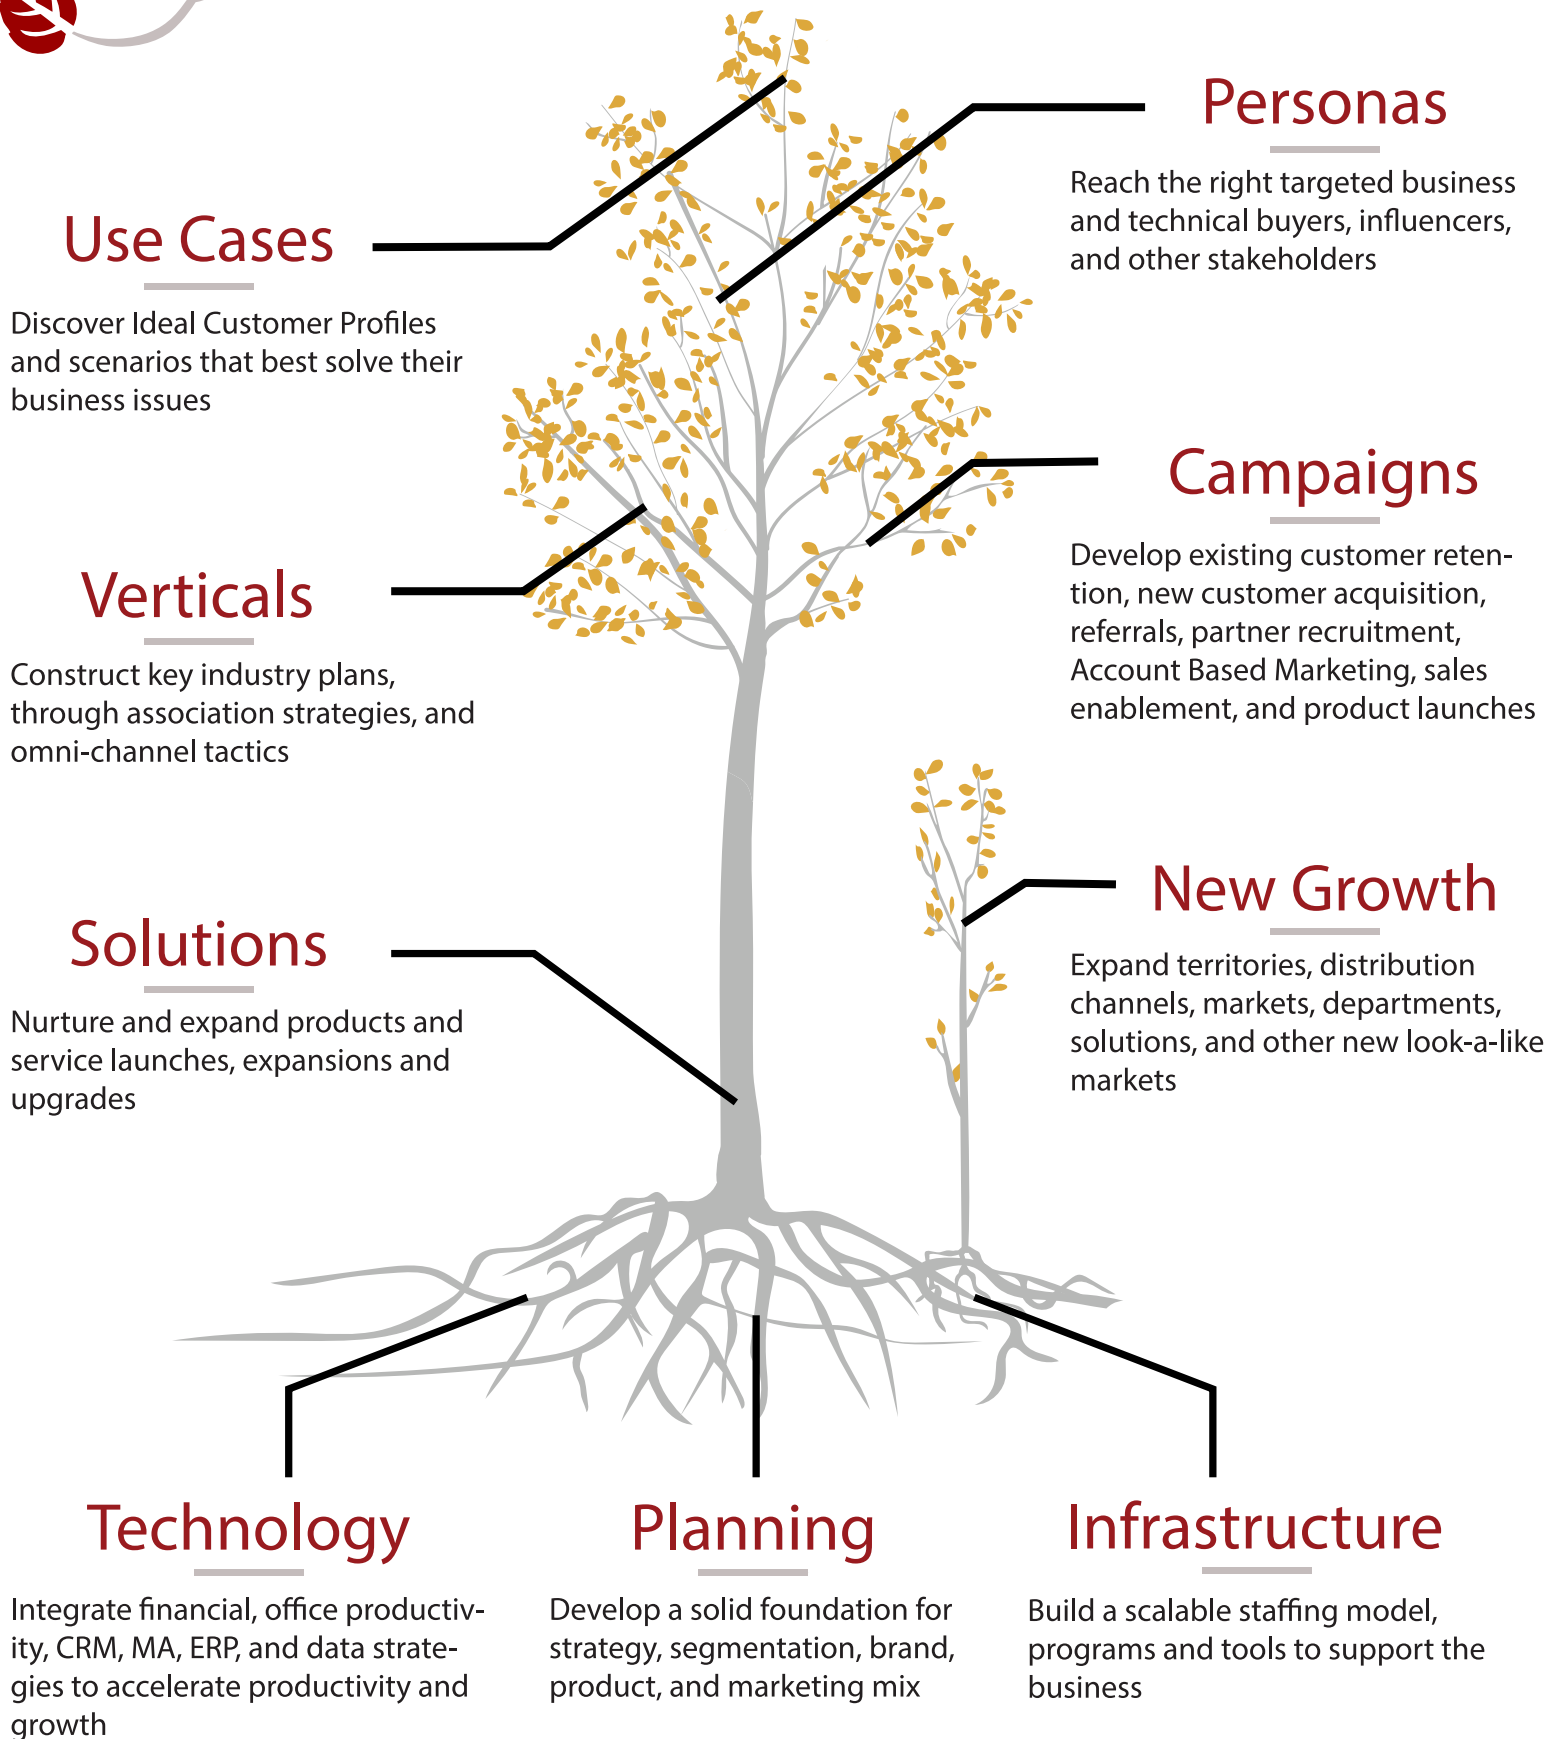 Personas
Reach the right targeted business
and technical buyers, influencers,
and other stakeholders
Use Cases
Discover Ideal Customer Profiles
and scenarios that best solve their
business issues
Campaigns
Develop existing customer reten-
tion, new customer acquisition,
referrals, partner recruitment,
Account Based Marketing, sales
enablement, and product launches
Verticals
Construct key industry plans,
through association strategies, and
omni-channel tactics
New Growth
Expand territories, distribution
channels, markets, departments,
solutions, and other new look-a-like
markets
Solutions
Nurture and expand products and
service launches, expansions and
upgrades
Technology
Integrate financial, office productiv-
ity, CRM, MA, ERP, and data strate-
gies to accelerate productivity and
growth
Planning
Develop a solid foundation for
strategy, segmentation, brand,
product, and marketing mix
Infrastructure
Build a scalable staffing model,
programs and tools to support the
business